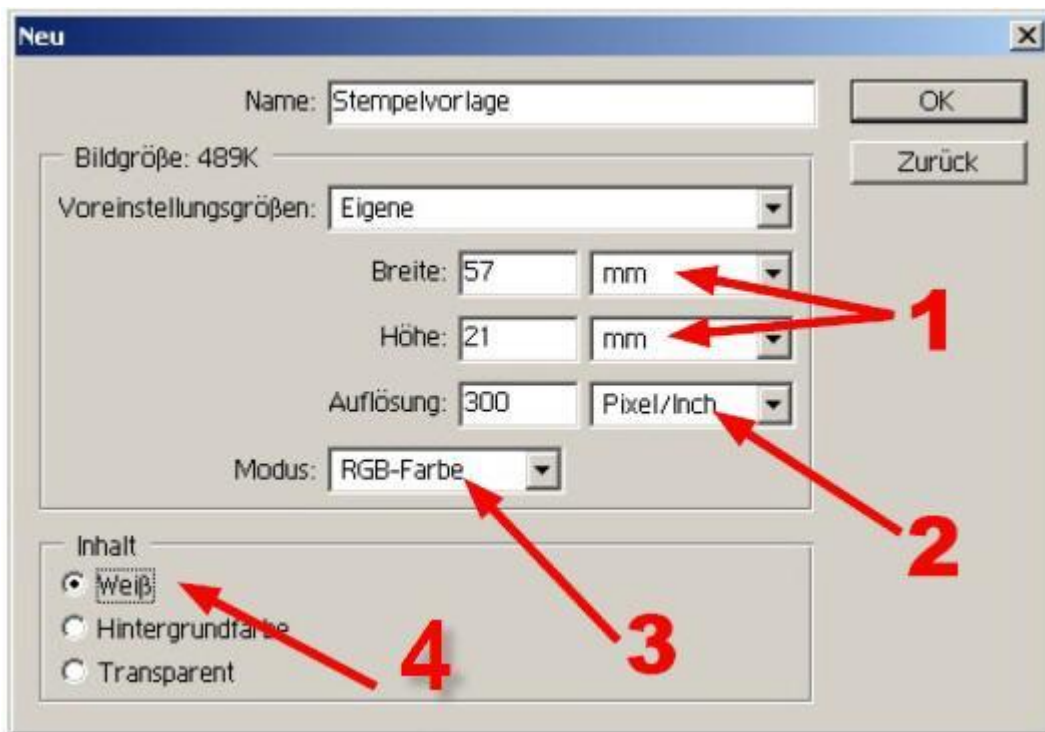 Neu
Name: Stempelvorlage
OK
Zurück
Bildgröße: 489K
Voreinstellungsgrößen: Eigene
Breite: 57 mm
1
Höhe: 21 mm
Auflösung: 300 Pixel/Inch
2
Modus: RGB-Farbe
3
Inhalt
Weiß
4
Hintergrundfarbe
Transparent